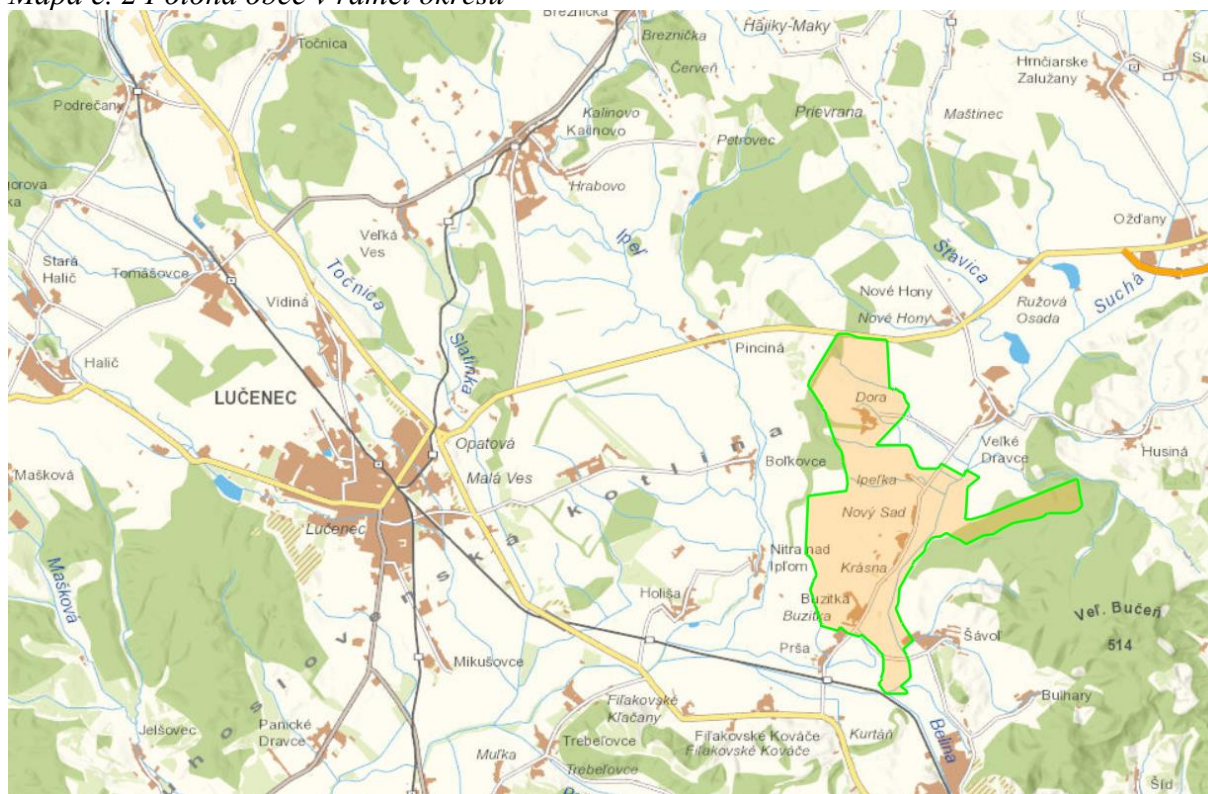 Mapa č. 2 Poloha obce v rámci okresu
Točnica
Breznička
Breznička
Hájiky-Maky
Hrnčiarske
Zalužany
Podrečany
Červeň
Kalinovo
Kalinovo
Prievrana
Maštinec
Petrovec
Hrabovo
Ožďany
Veľká
Ves
Ipeľ
Šťavica
Stará
Halič
Tomášovce
Točnica
Vidiná
Nové Hony
Nové Hony
Ružová
Osada
Suchá
Slatinka
Pinciná
Halič
LUČENEC
Dora
Opatová
Veľké
Dravce
Husiná
Mašková
Malá Ves
Boľkovce
Ipeľka
Nový Sad
Lučenec
Nitra nad
Ipľom
Krásna
Mašková
Holiša
Buzitka
Buzitka
Veľ. Bučeň
514
Šávoľ
Prša
Mikušovce
Bulhary
Fiľakovské
Kľačany
Belina
Jelšovec
Panické
Dravce
Fiľakovské Kováče
Fiľakovské Kováče
Kurtáň
Muľka
Trebeľovce
Trebeľovce
Šíd